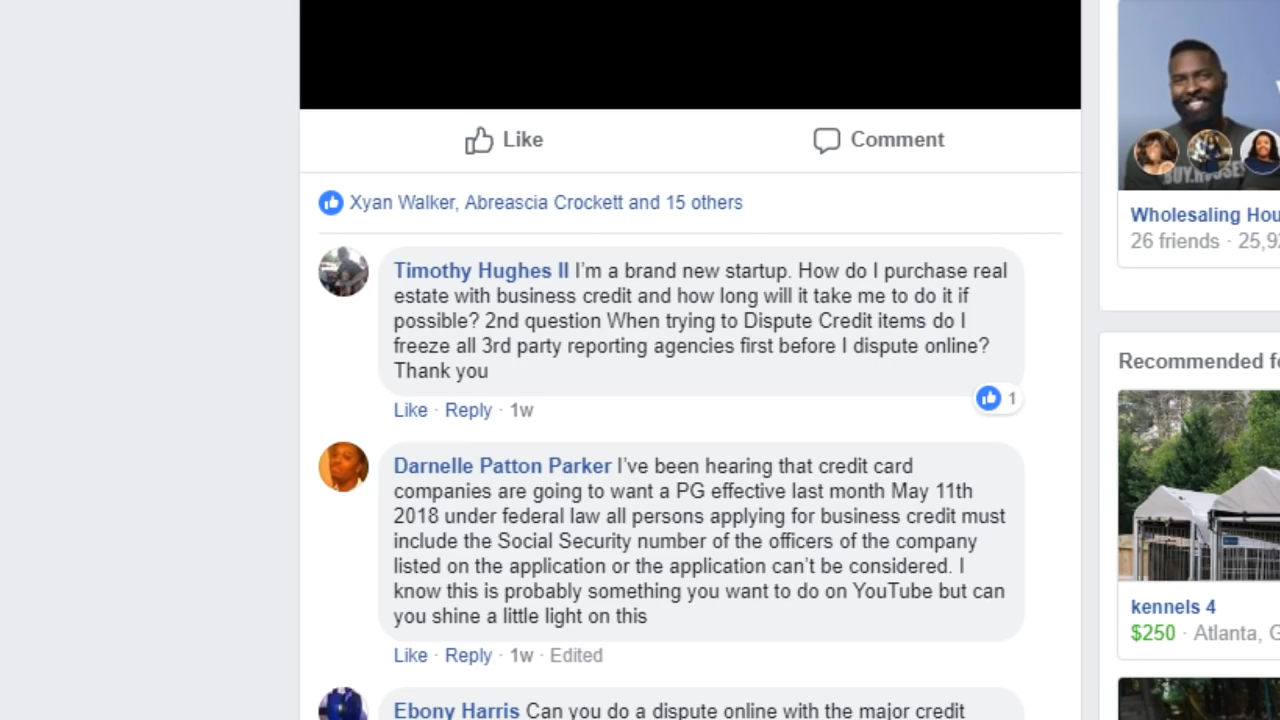 Like
Comment
Xyan Walker, Abreascia Crockett and 15 others
Timothy Hughes II I'm a brand new startup. How do I purchase real
estate with business credit and how long will it take me to do it if
possible? 2nd question When trying to Dispute Credit items do I
freeze all 3rd party reporting agencies first before I dispute online?
Thank you
1
Like · Reply · 1w
Darnelle Patton Parker I've been hearing that credit card
companies are going to want a PG effective last month May 11th
2018 under federal law all persons applying for business credit must
include the Social Security number of the officers of the company
listed on the application or the application can't be considered. I
know this is probably something you want to do on YouTube but can
you shine a little light on this
Like · Reply · 1w · Edited
Ebony Harris Can you do a dispute online with the major credit
Wholesaling Hou
26 friends · 25,92
Recommended fo
kennels 4
$250 · Atlanta, G